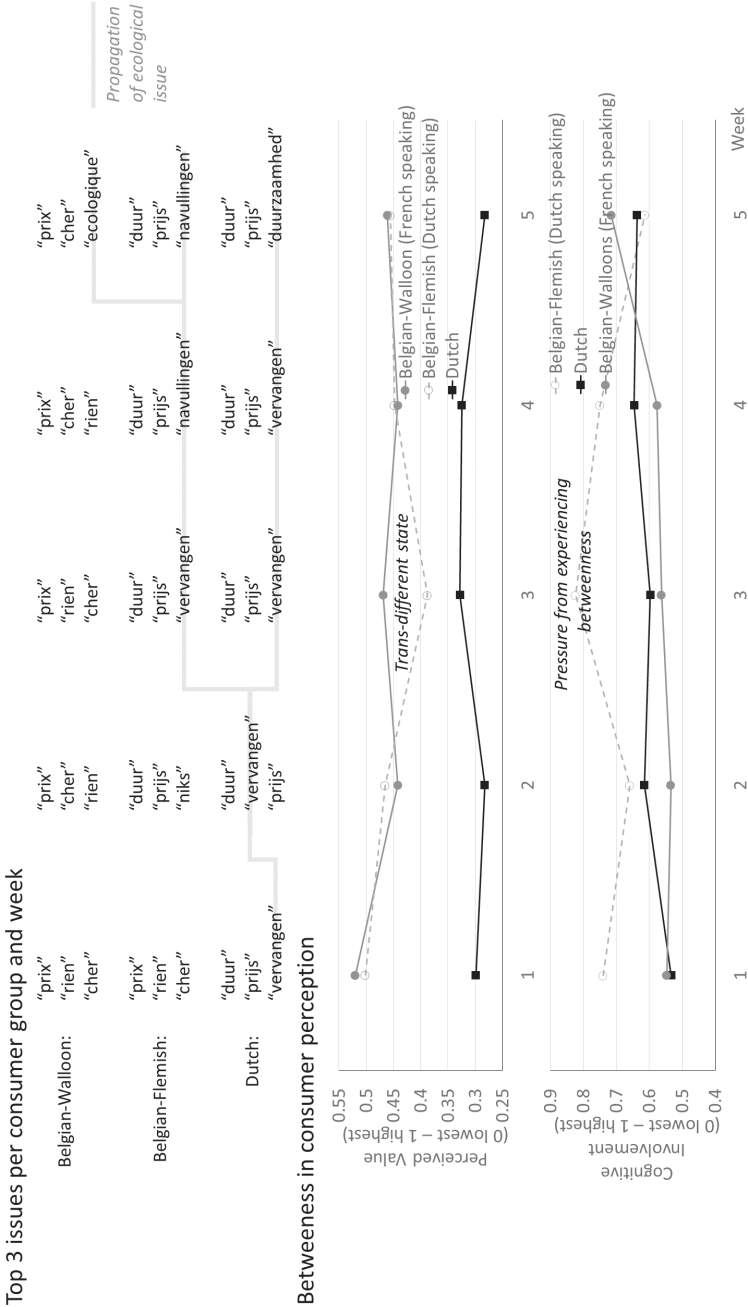 Top 3 issues per consumer group and week
Belgian-Walloon:
“prix”
“rien”
“cher”
“prix”
“cher”
“rien”
“prix”
“rien”
“cher”
“prix”
“cher”
“rien”
“prix”
“cher”
“ecologique”
Propagation
of ecological
issue
Belgian-Flemish:
“prix”
“rien”
“cher”
“duur”
“prijs”
“niks”
“duur”
“prijs”
“vervangen”
“duur”
“prijs”
“navullingen”
“duur”
“prijs”
“navullingen”
Dutch:
“duur”
“prijs”
“vervangen”
“duur”
“vervangen”
“prijs”
“duur”
“prijs”
“vervangen”
“duur”
“prijs”
“vervangen”
“duur”
“prijs”
“duurzaamhed”
Betweeness in consumer perception
Perceived Value
(0 lowest – 1 highest)
0.55
0.5
0.45
0.4
0.35
0.3
0.25
Trans-different state
Belgian-Walloon (French speaking)
Belgian-Flemish (Dutch speaking)
Dutch
1 2 3 4 5
Cognitive
Involvement
(0 lowest – 1 highest)
0.9
0.8
0.7
0.6
0.5
0.4
Pressure from experiencing
betweenness
Belgian-Flemish (Dutch speaking)
Dutch
Belgian-Walloons (French speaking)
1 2 3 4 5 Week